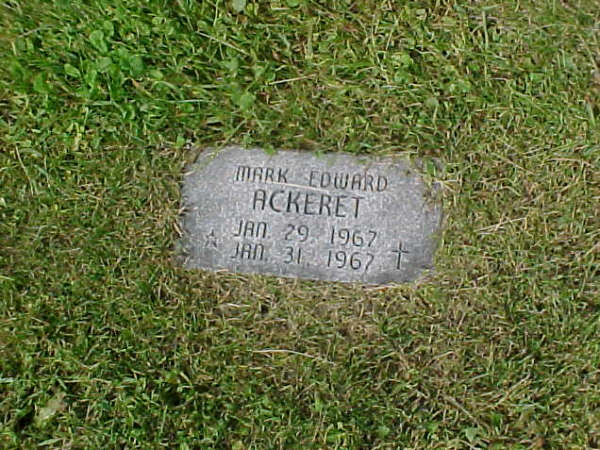 MARK EDWARD
ACKERET
JAN. 29, 1967
JAN. 31, 1967